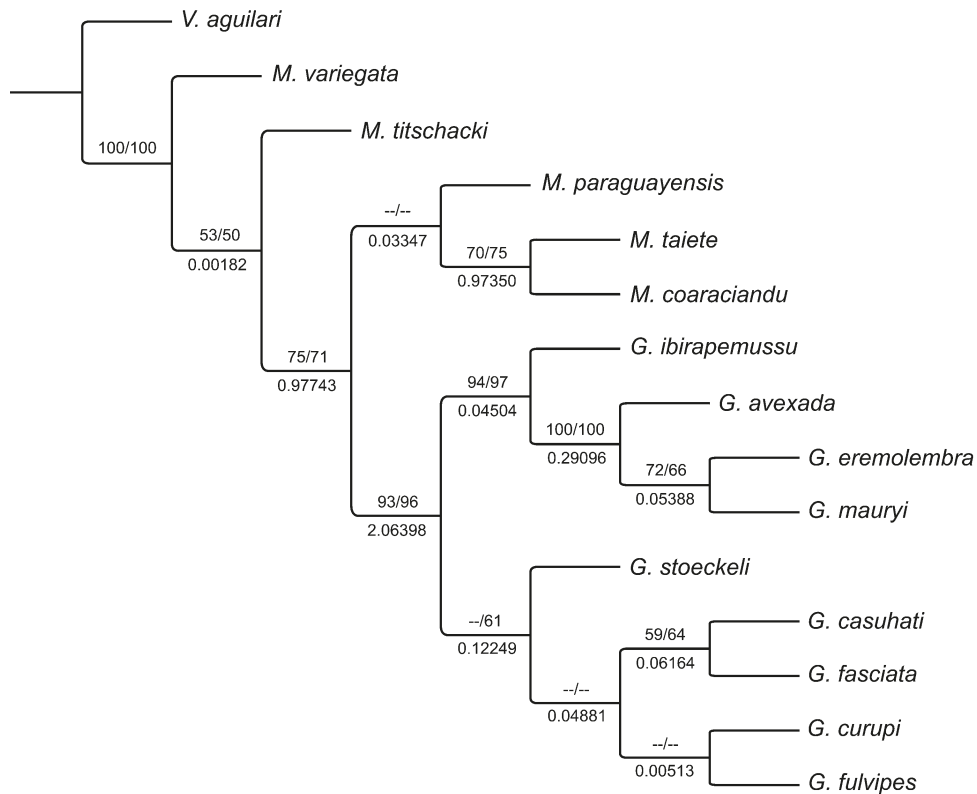 V. aguilari
M. variegata
M. titschacki
100/100
M. paraguayensis
--/--
0.03347
53/50
0.00182
M. taiete
70/75
0.97350
M. coaraciandu
G. ibirapemussu
75/71
0.97743
94/97
0.04504
G. avexada
100/100
0.29096
G. eremolembra
72/66
0.05388
93/96
2.06398
G. mauryi
G. stoeckeli
--/61
0.12249
G. casuhati
59/64
0.06164
G. fasciata
--/--
0.04881
G. curupi
--/--
0.00513
G. fulvipes